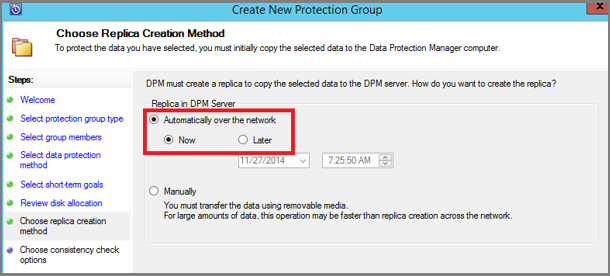 Create New Protection Group
Choose Replica Creation Method
To protect the data you have selected, you must initially copy the selected data to the Data Protection Manager computer.
Steps:
Welcome
Select protection group type
Select group members
Select data protection
method
Select short-term goals
Review disk allocation
Choose replica creation
method
Choose consistency check
options
DPM must create a replica to copy the selected data to the DPM server. How do you want to create the replica?
Replica in DPM Server
Automatically over the network
Now Later
11/27/2014 7:25:50 AM
Manually
You must transfer the data using removable media.
For large amounts of data, this operation may be faster than replica creation across the network.